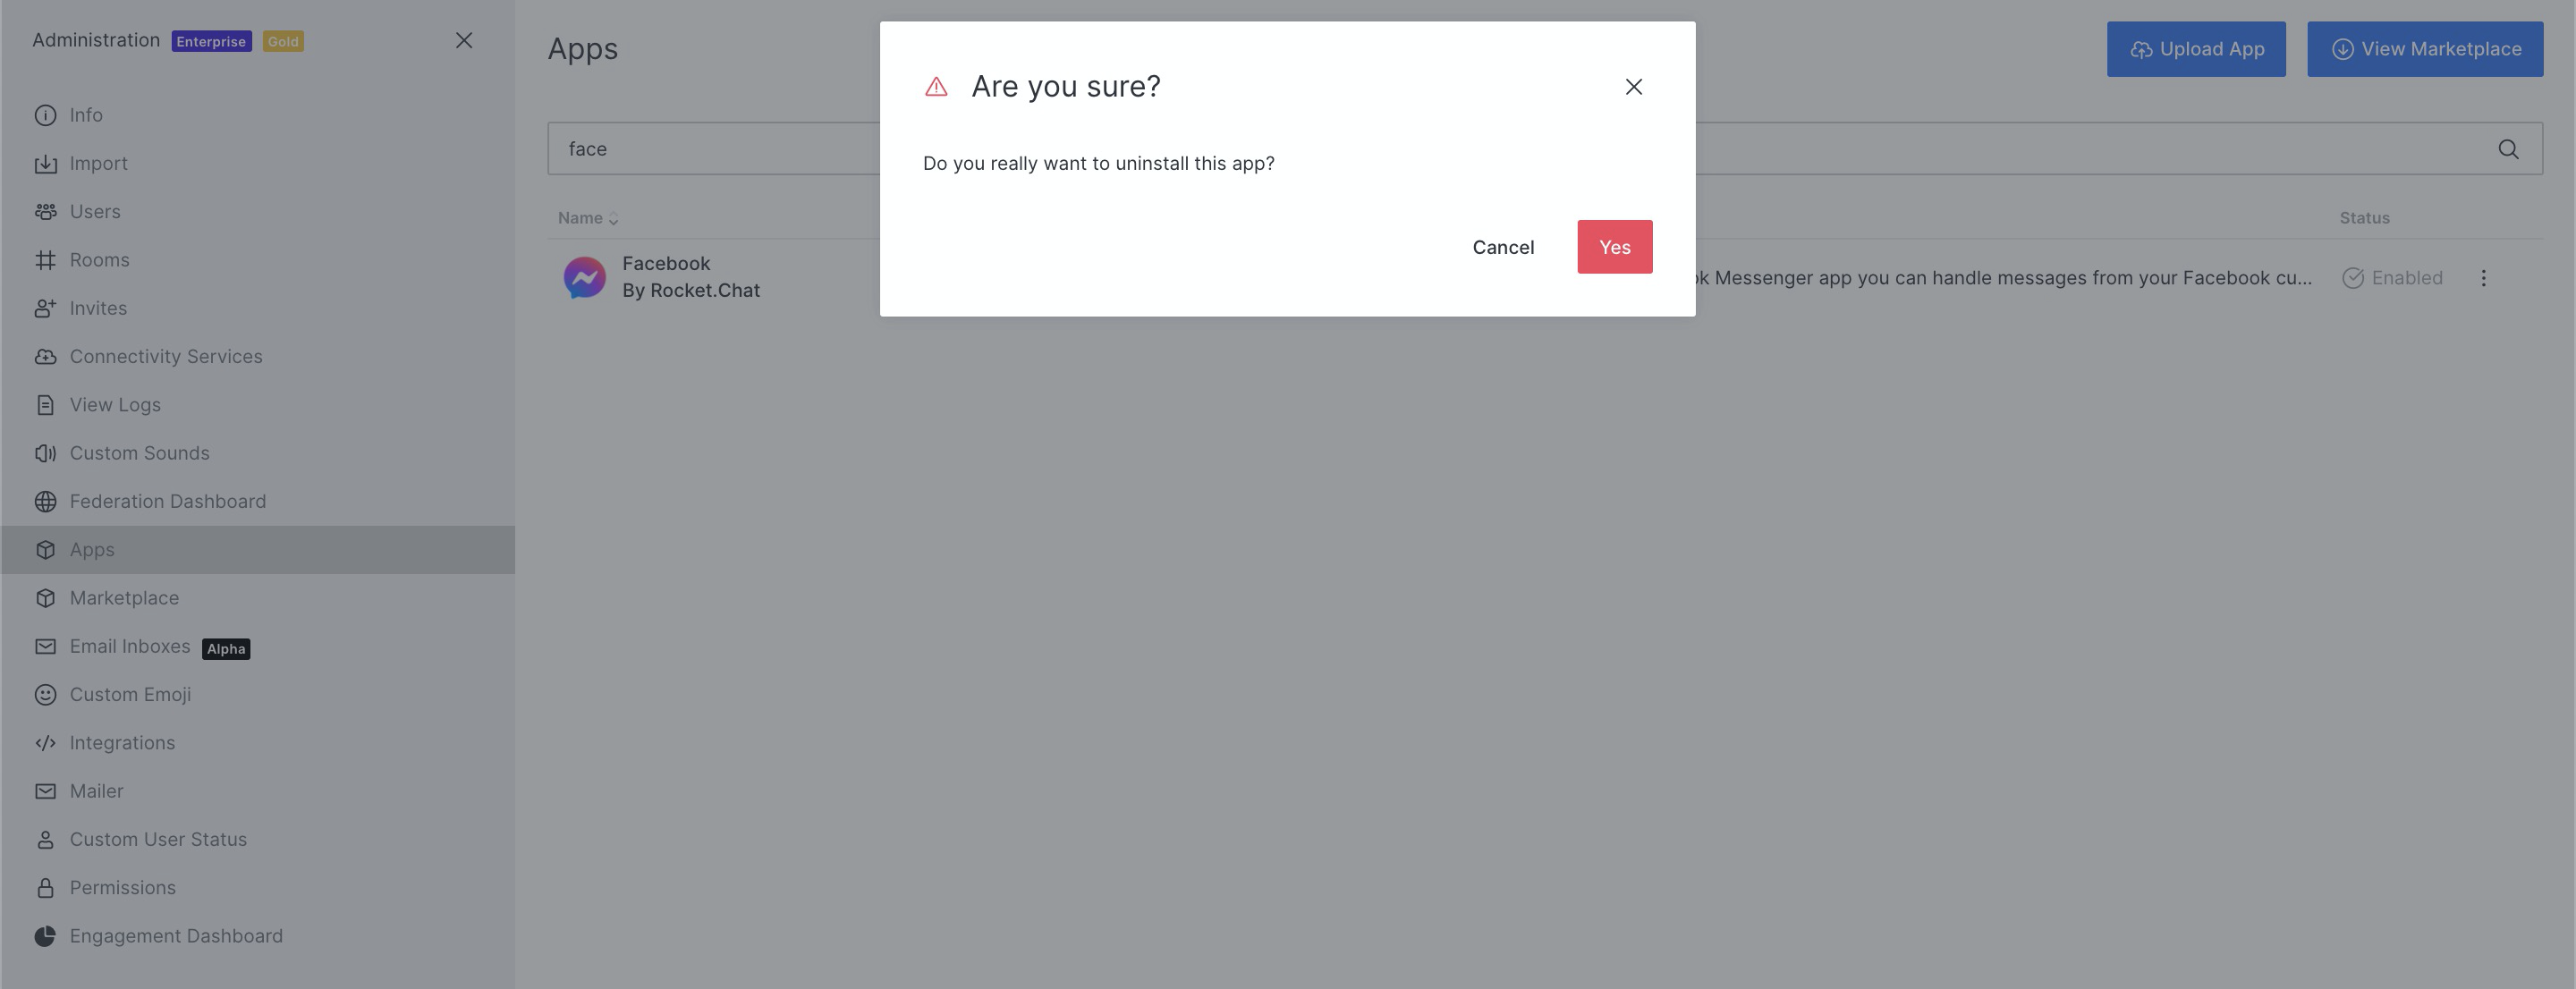 Administration Enterprise Gold
Info
Import
Users
Rooms
Invites
Connectivity Services
View Logs
Custom Sounds
Federation Dashboard
Apps
Marketplace
Email Inboxes Alpha
Custom Emoji
Integrations
Mailer
Custom User Status
Permissions
Engagement Dashboard
Apps
Upload App
View Marketplace
face
Name
Status
Facebook
By Rocket.Chat
Messenger app you can handle messages from your Facebook cu...
Enabled
Are you sure?
Do you really want to uninstall this app?
Cancel
Yes